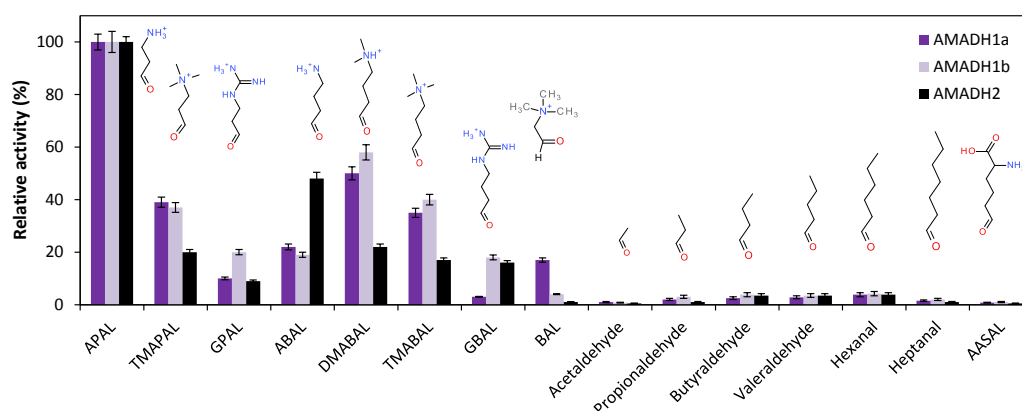 Relative activity (%)
100
80
60
40
20
0
AMADH1a
AMADH1b
AMADH2
NH₃⁺
O
N⁺
O
H₃⁺N
NH
HN
O
H₃⁺N
O
NH⁺
O
N⁺
O
H₃⁺N
NH
HN
O
CH₃
H₃C
CH₃
N⁺
O
H
O
O
O
O
O
O
O
HO
NH₂
O
APAL
TMAPAL
GPAL
ABAL
DMABAL
TMABAL
GBAL
BAL
Acetaldehyde
Propionaldehyde
Butyraldehyde
Valeraldehyde
Hexanal
Heptanal
AASAL